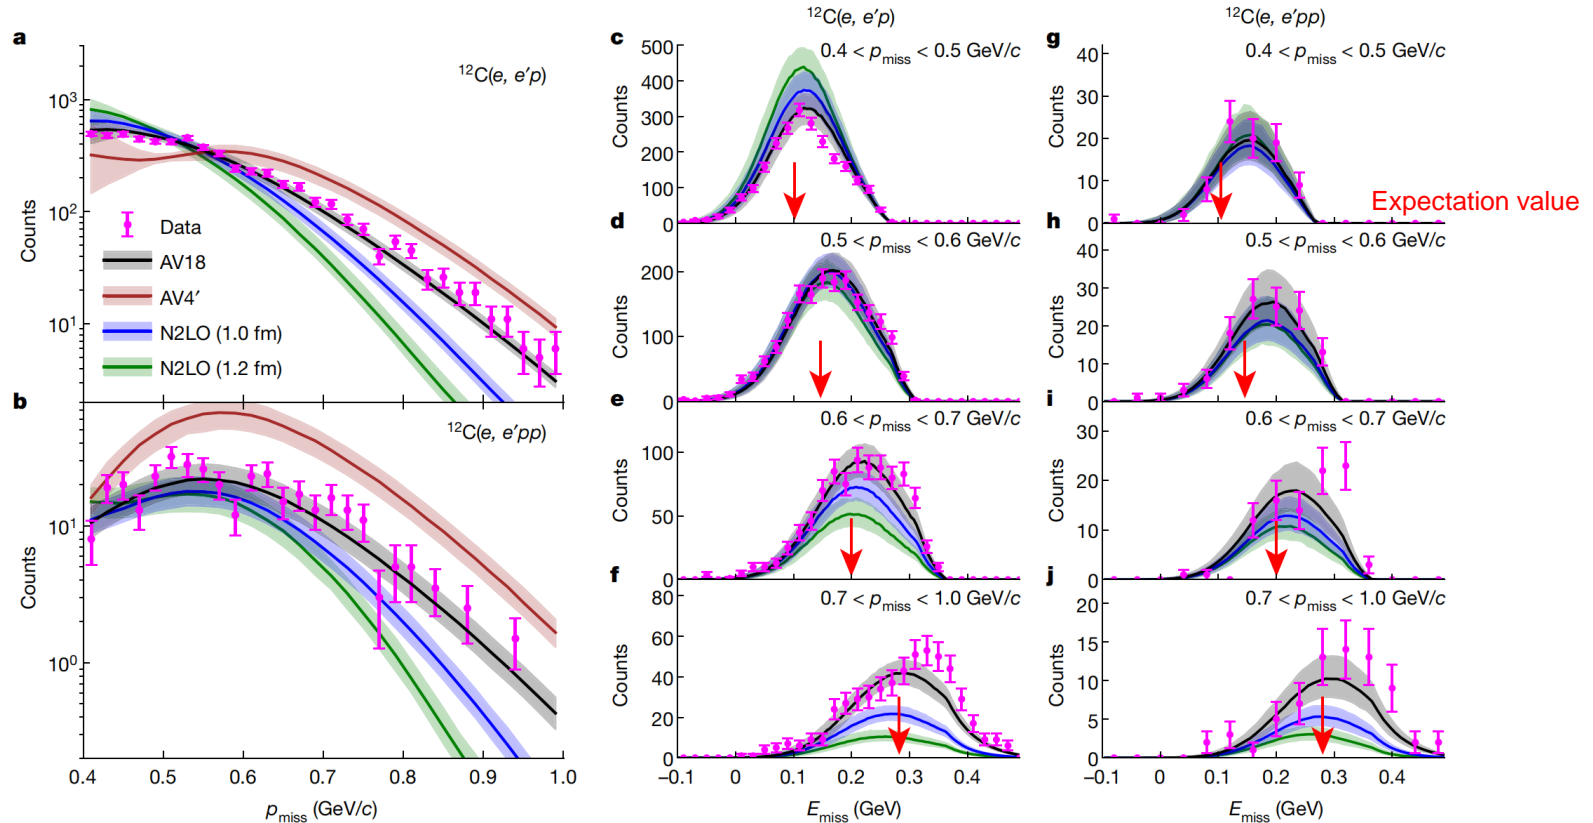 a
¹²C(e, e′p)
10³
10²
10¹
Counts
Data
AV18
AV4′
N2LO (1.0 fm)
N2LO (1.2 fm)
b
¹²C(e, e′pp)
10¹
10⁰
Counts
0.4 0.5 0.6 0.7 0.8 0.9 1.0
p_miss (GeV/c)
¹²C(e, e′p)
c
0.4 < p_miss < 0.5 GeV/c
500
400
300
200
100
0
Counts
d
0.5 < p_miss < 0.6 GeV/c
200
100
0
Counts
e
0.6 < p_miss < 0.7 GeV/c
100
50
0
Counts
f
0.7 < p_miss < 1.0 GeV/c
80
60
40
20
0
Counts
–0.1 0 0.1 0.2 0.3 0.4
E_miss (GeV)
¹²C(e, e′pp)
g
0.4 < p_miss < 0.5 GeV/c
40
30
20
10
0
Counts
Expectation value
h
0.5 < p_miss < 0.6 GeV/c
40
30
20
10
0
Counts
i
0.6 < p_miss < 0.7 GeV/c
30
20
10
0
Counts
j
0.7 < p_miss < 1.0 GeV/c
20
15
10
5
0
Counts
–0.1 0 0.1 0.2 0.3 0.4
E_miss (GeV)